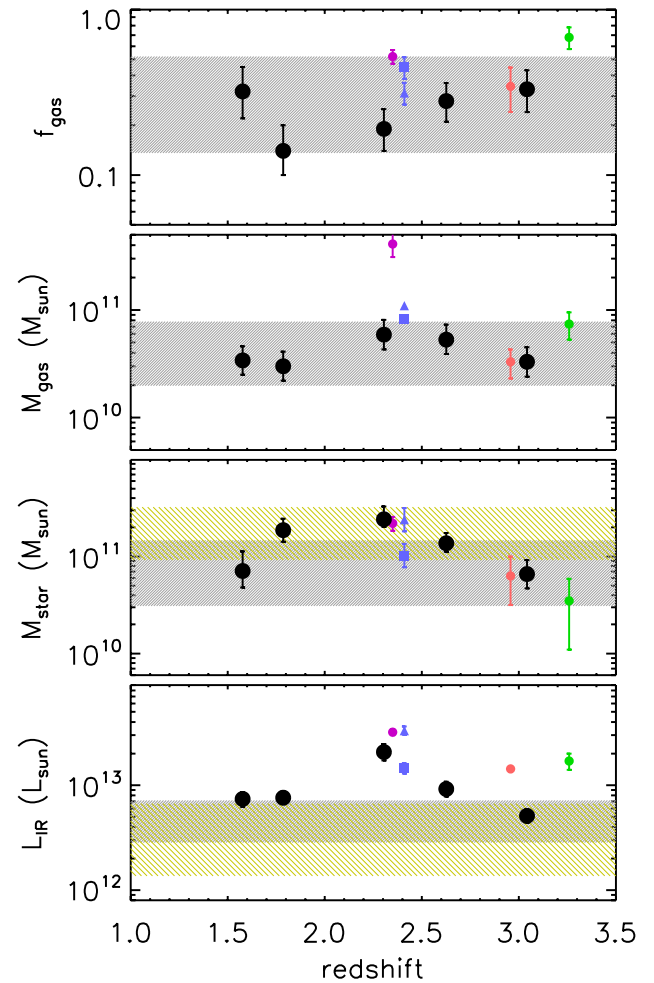 1.0
f_gas
0.1
10^11
M_gas (M_sun)
10^10
10^11
M_star (M_sun)
10^10
10^13
L_IR (L_sun)
10^12
1.0 1.5 2.0 2.5 3.0 3.5
redshift